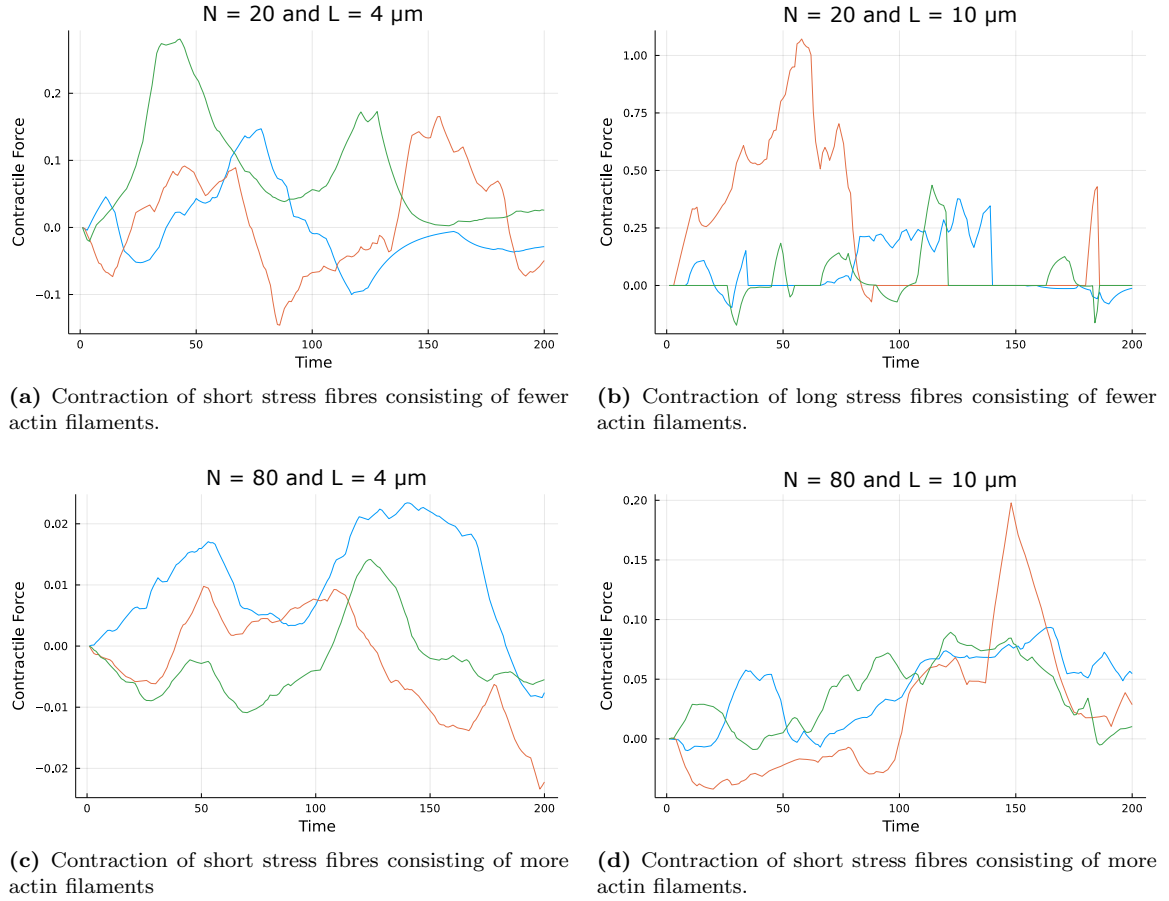 N = 20 and L = 4 µm
Contractile Force
0.2
0.1
0.0
−0.1
0
50
100
150
200
Time
(a) Contraction of short stress fibres consisting of fewer
actin filaments.
N = 20 and L = 10 µm
Contractile Force
1.00
0.75
0.50
0.25
0.00
0
50
100
150
200
Time
(b) Contraction of long stress fibres consisting of fewer
actin filaments.
N = 80 and L = 4 µm
Contractile Force
0.02
0.01
0.00
−0.01
−0.02
0
50
100
150
200
Time
(c) Contraction of short stress fibres consisting of more
actin filaments
N = 80 and L = 10 µm
Contractile Force
0.20
0.15
0.10
0.05
0.00
0
50
100
150
200
Time
(d) Contraction of short stress fibres consisting of more
actin filaments.